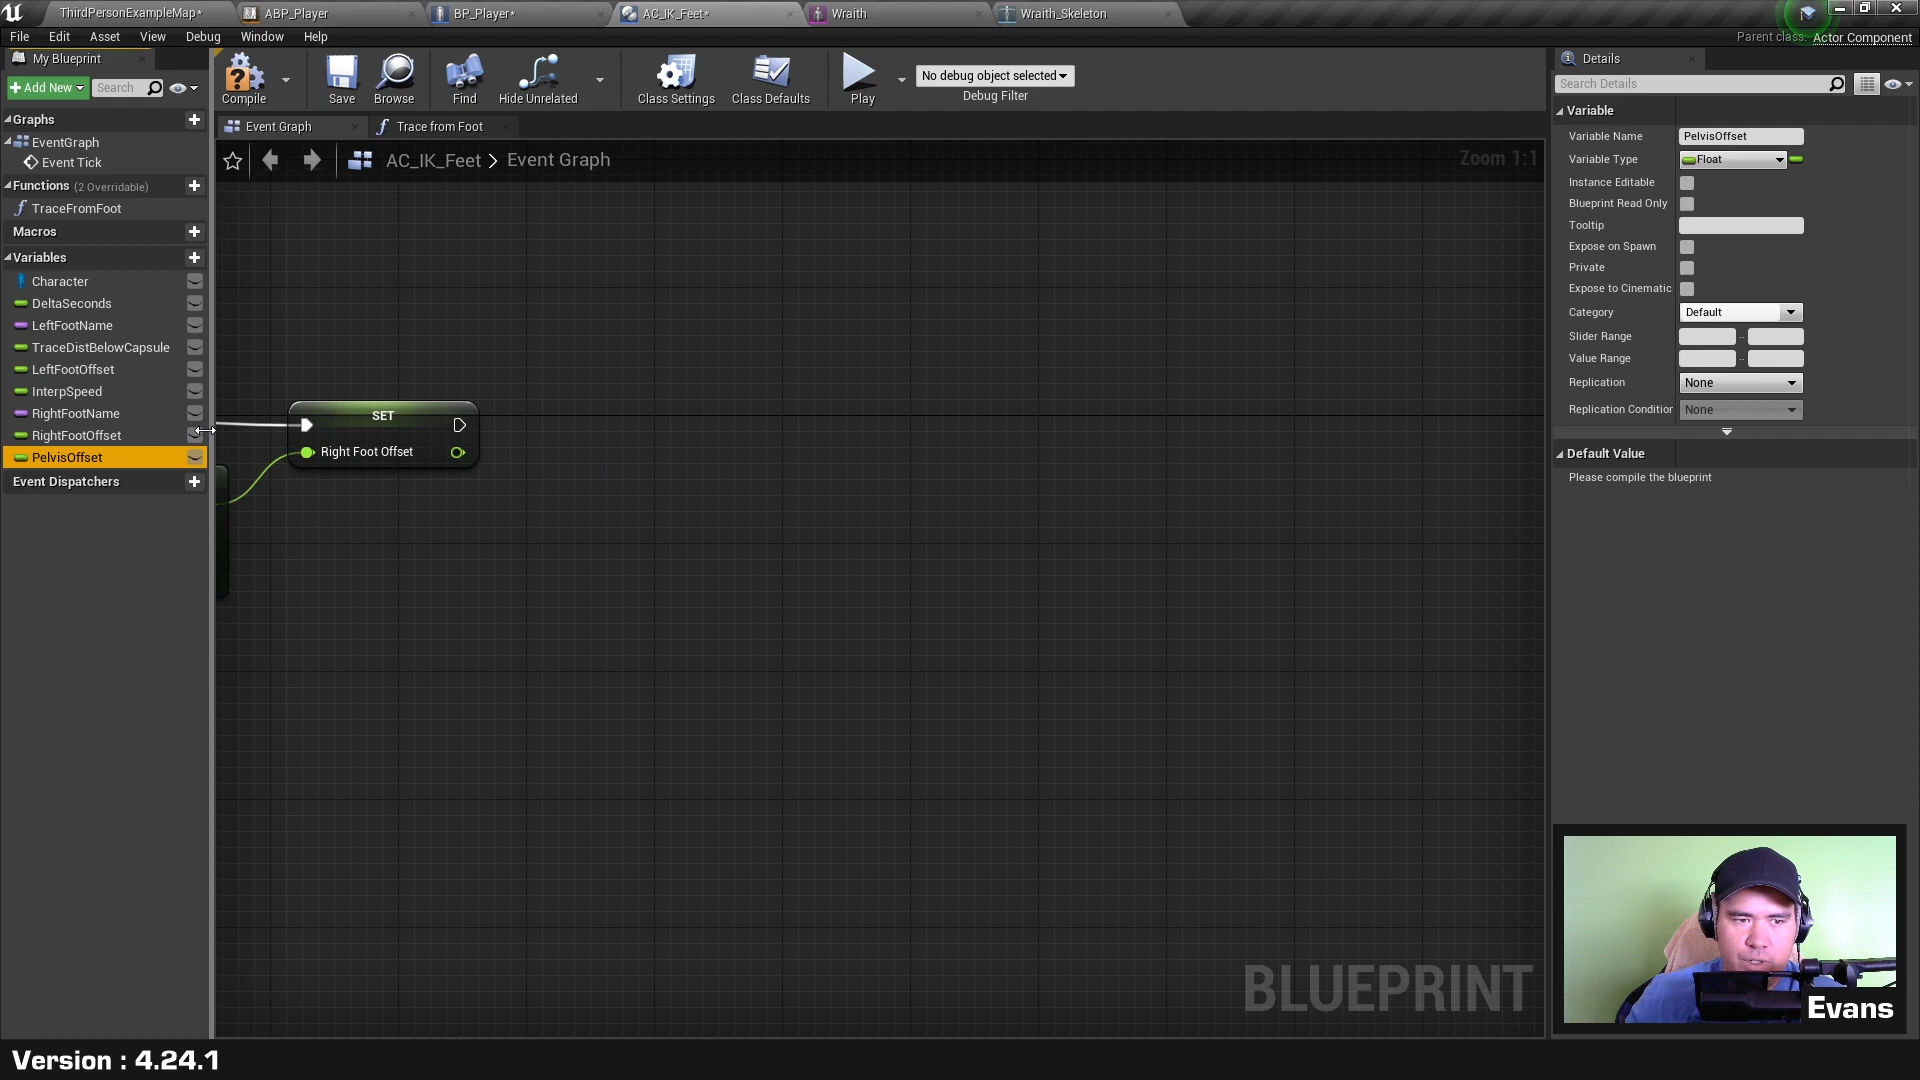 ThirdPersonExampleMap*
ABP_Player
BP_Player*
AC_IK_Feet*
Wraith
Wraith_Skeleton
File Edit Asset View Debug Window Help
Parent class: Actor Component
My Blueprint
Add New
Search
Compile
Save
Browse
Find
Hide Unrelated
Class Settings
Class Defaults
Play
No debug object selected
Debug Filter
Graphs
EventGraph
Event Tick
Functions (2 Overridable)
TraceFromFoot
Macros
Variables
Character
DeltaSeconds
LeftFootName
TraceDistBelowCapsule
LeftFootOffset
InterpSpeed
RightFootName
RightFootOffset
PelvisOffset
Event Dispatchers
Event Graph
Trace from Foot
AC_IK_Feet > Event Graph
Zoom 1:1
SET
Right Foot Offset
BLUEPRINT
Details
Search Details
Variable
Variable Name PelvisOffset
Variable Type Float
Instance Editable
Blueprint Read Only
Tooltip
Expose on Spawn
Private
Expose to Cinematic
Category Default
Slider Range
Value Range
Replication None
Replication Condition None
Default Value
Please compile the blueprint
Evans
Version : 4.24.1